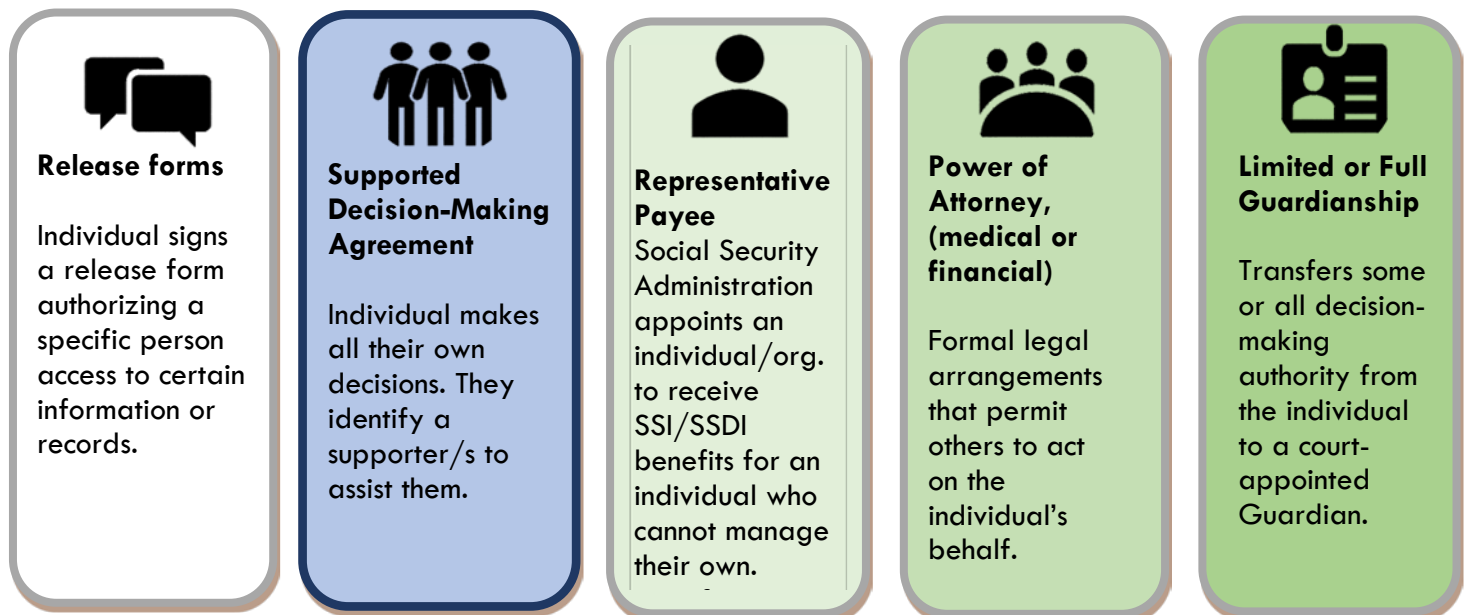 Release forms
Individual signs
a release form
authorizing a
specific person
access to certain
information or
records.
Supported
Decision-Making
Agreement
Individual makes
all their own
decisions. They
identify a
supporter/s to
assist them.
Representative
Payee
Social Security
Administration
appoints an
individual/org.
to receive
SSI/SSDI
benefits for an
individual who
cannot manage
their own.
Power of
Attorney,
(medical or
financial)
Formal legal
arrangements
that permit
others to act
on the
individual’s
behalf.
Limited or Full
Guardianship
Transfers some
or all decision-
making
authority from
the individual
to a court-
appointed
Guardian.